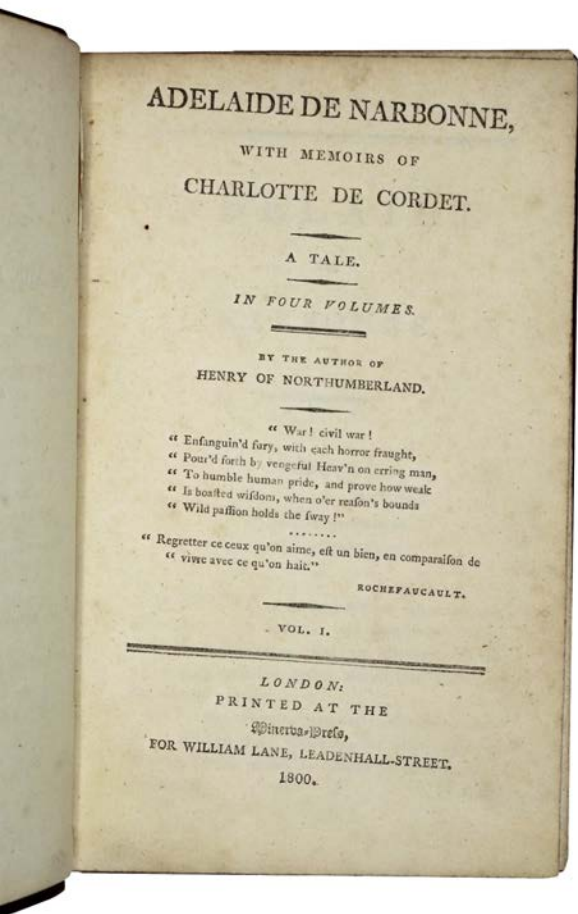 ADELAIDE DE NARBONNE,
WITH MEMOIRS OF
CHARLOTTE DE CORDET.
A TALE.
IN FOUR VOLUMES.
BY THE AUTHOR OF
HENRY OF NORTHUMBERLAND.
“ War! civil war!
“ Enſanguin'd fury, with each horror fraught,
“ Pour'd forth by vengeful Heav'n on erring man,
“ To humble human pride, and prove how weak
“ Is boaſted wiſdom, when o'er reaſon's bounds
“ Wild paſſion holds the ſway!”
........
“ Regretter ce ceux qu'on aime, eſt un bien, en comparaiſon de
“ vivre avec ce qu'on hait.”
ROCHEFAUCAULT.
VOL. I.
LONDON:
PRINTED AT THE
Minerva-Preſs,
FOR WILLIAM LANE, LEADENHALL-STREET.
1800.